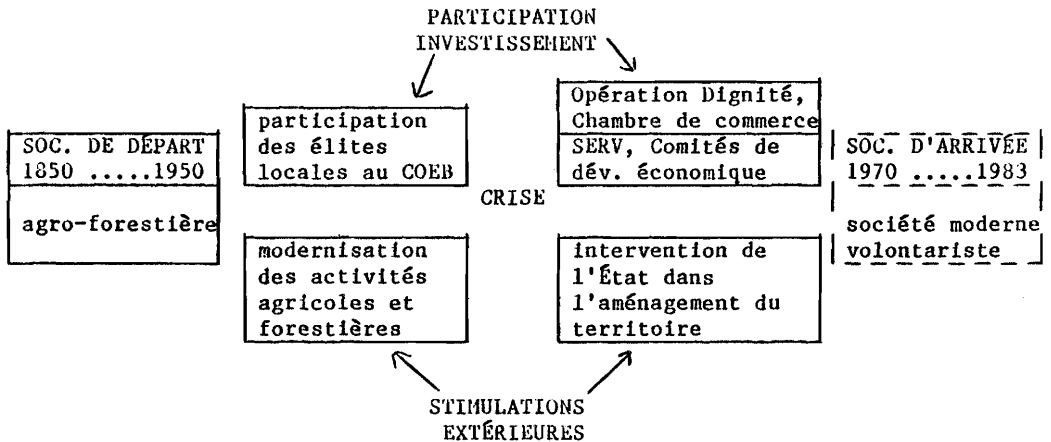 PARTICIPATION
INVESTISSEMENT
SOC. DE DÉPART
1850 .....1950
agro-forestière
participation
des élites
locales au COEB
modernisation
des activités
agricoles et
forestières
CRISE
Opération Dignité,
Chambre de commerce
SERV, Comités de
dév. économique
intervention de
l'État dans
l'aménagement du
territoire
SOC. D'ARRIVÉE
1970 .....1983
société moderne
volontariste
STIMULATIONS
EXTÉRIEURES